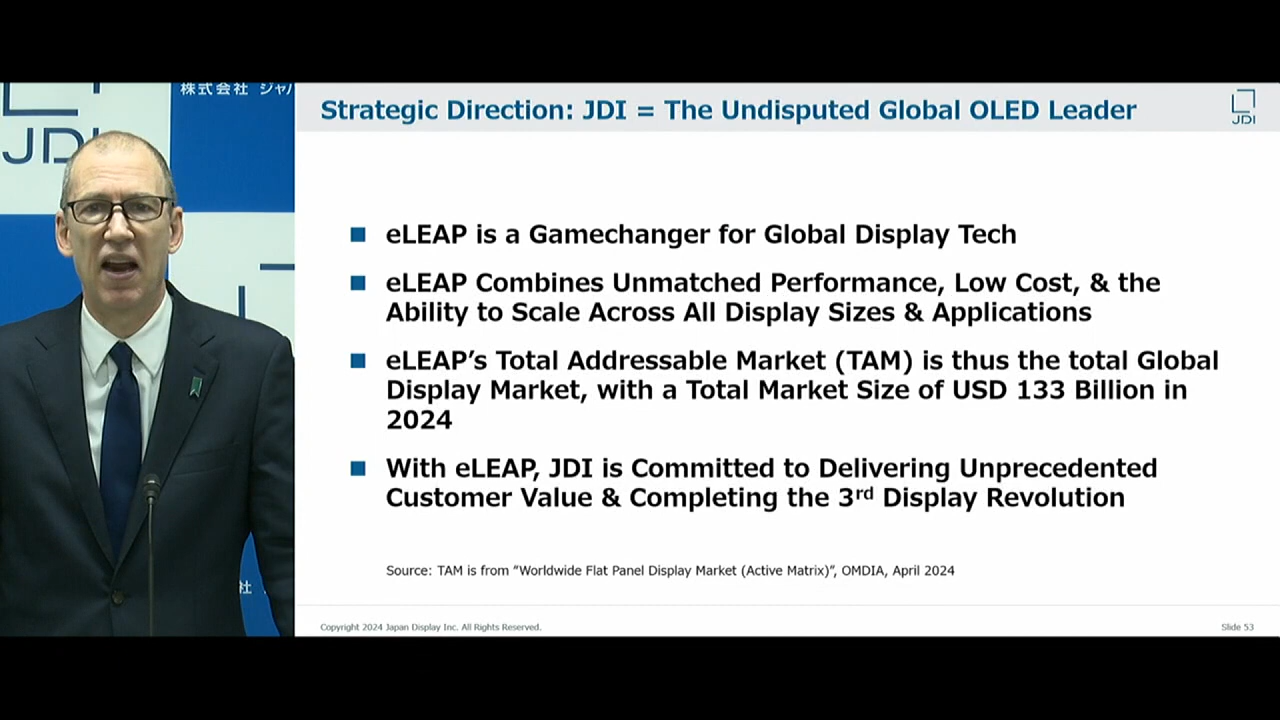 株式会社 ジャパ
JDI
Strategic Direction: JDI = The Undisputed Global OLED Leader
JDI
■ eLEAP is a Gamechanger for Global Display Tech
■ eLEAP Combines Unmatched Performance, Low Cost, & the
Ability to Scale Across All Display Sizes & Applications
■ eLEAP’s Total Addressable Market (TAM) is thus the total Global
Display Market, with a Total Market Size of USD 133 Billion in
2024
■ With eLEAP, JDI is Committed to Delivering Unprecedented
Customer Value & Completing the 3rd Display Revolution
社
Source: TAM is from “Worldwide Flat Panel Display Market (Active Matrix)”, OMDIA, April 2024
Copyright 2024 Japan Display Inc. All Rights Reserved.
Slide 53